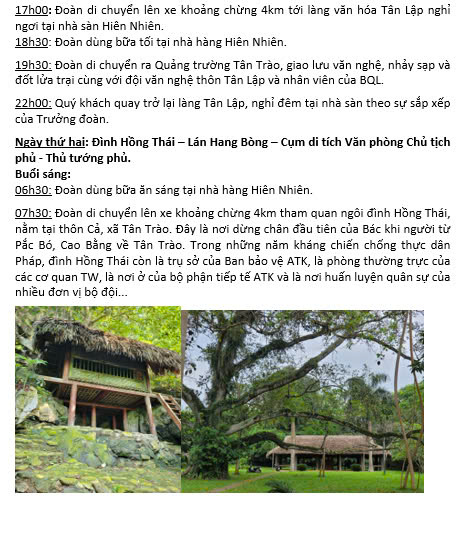 17h00: Đoàn di chuyển lên xe khoảng chừng 4km tới làng văn hóa Tân Lập nghỉ
ngơi tại nhà sàn Hiên Nhiên.
18h30: Đoàn dùng bữa tối tại nhà hàng Hiên Nhiên.
19h30: Đoàn di chuyển ra Quảng trường Tân Trào, giao lưu văn nghệ, nhảy sạp và
đốt lửa trại cùng với đội văn nghệ thôn Tân Lập và nhân viên của BQL.
22h00: Quý khách quay trở lại làng Tân Lập, nghỉ đêm tại nhà sàn theo sự sắp xếp
của Trưởng đoàn.
Ngày thứ hai: Đình Hồng Thái – Lán Hang Bòng – Cụm di tích Văn phòng Chủ tịch
phủ - Thủ tướng phủ.
Buổi sáng:
06h30: Đoàn dùng bữa ăn sáng tại nhà hàng Hiên Nhiên.
07h30: Đoàn di chuyển lên xe khoảng chừng 4km tham quan ngôi đình Hồng Thái,
nằm tại thôn Cả, xã Tân Trào. Đây là nơi dừng chân đầu tiên của Bác khi người từ
Pắc Bó, Cao Bằng về Tân Trào. Trong những năm kháng chiến chống thực dân
Pháp, đình Hồng Thái còn là trụ sở của Ban bảo vệ ATK, là phòng thường trực của
các cơ quan TW, là nơi ở của bộ phận tiếp tế ATK và là nơi huấn luyện quân sự của
nhiều đơn vị bộ đội...